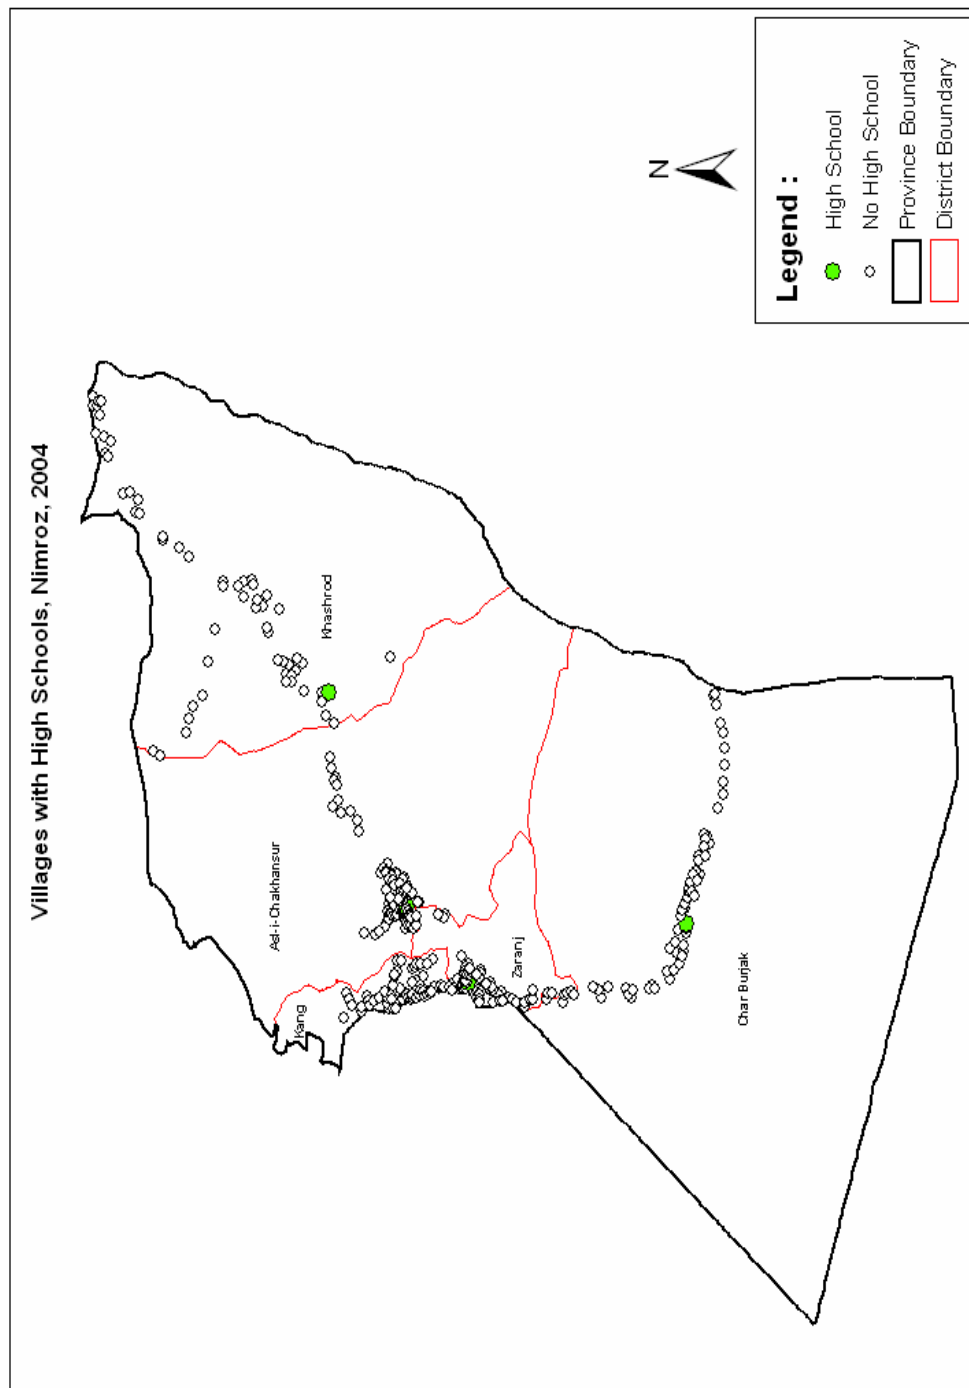 Villages with High Schools, Nimroz, 2004
Khashrod
Asl-i-Chakhansur
Kang
Zaranj
Char Burjak
N
Legend :
High School
No High School
Province Boundary
District Boundary